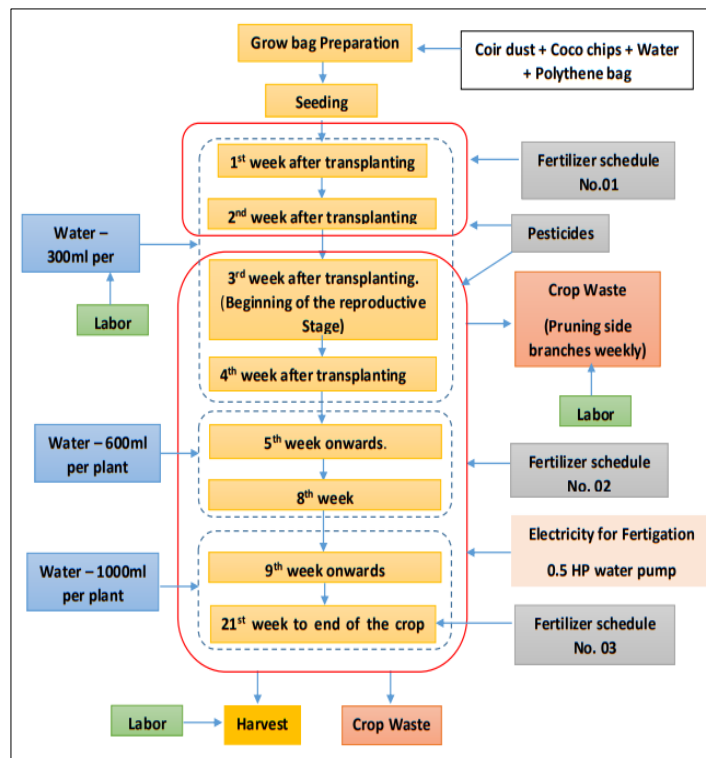 Grow bag Preparation
Coir dust + Coco chips + Water
+ Polythene bag
Seeding
1st week after transplanting
Fertilizer schedule
No.01
2nd week after transplanting
Water –
300ml per
Pesticides
3rd week after transplanting.
(Beginning of the reproductive
Stage)
Crop Waste
(Pruning side
branches weekly)
Labor
4th week after transplanting
Labor
Water – 600ml
per plant
5th week onwards.
Fertilizer schedule
No. 02
8th week
Electricity for Fertigation
0.5 HP water pump
Water – 1000ml
per plant
9th week onwards
21st week to end of the crop
Fertilizer schedule
No. 03
Labor
Harvest
Crop Waste